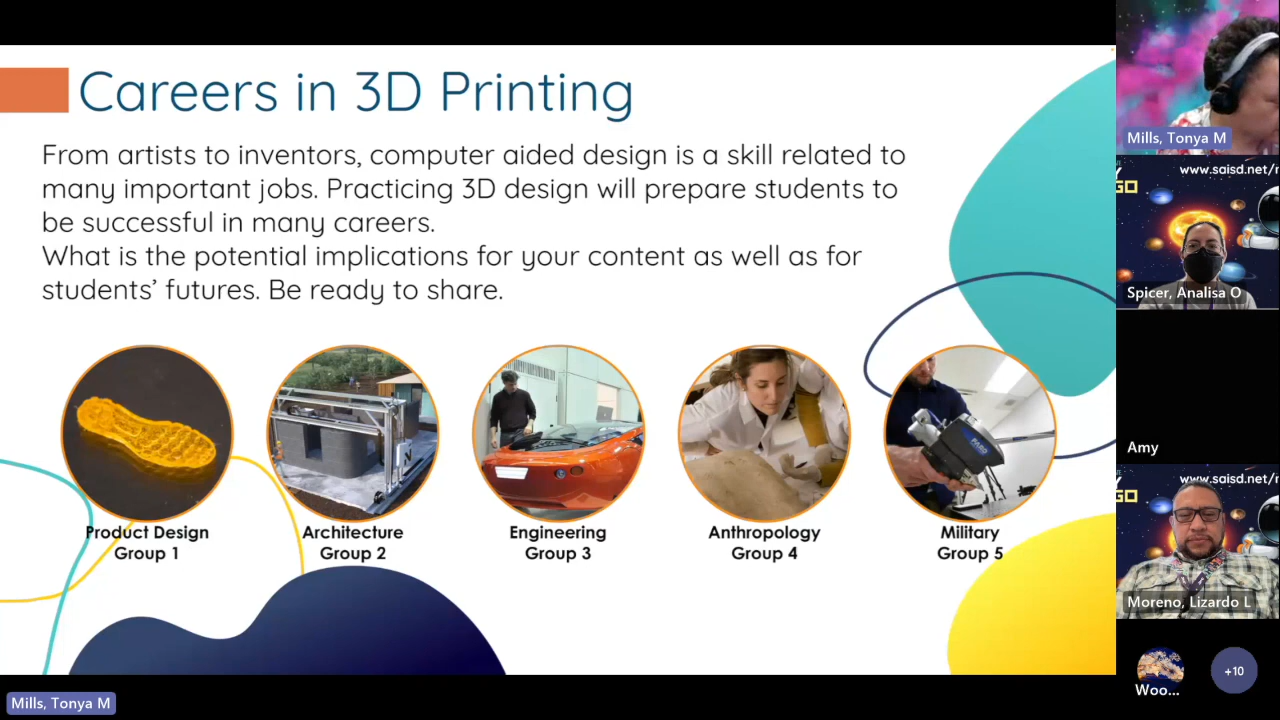 Careers in 3D Printing
From artists to inventors, computer aided design is a skill related to
many important jobs. Practicing 3D design will prepare students to
be successful in many careers.
What is the potential implications for your content as well as for
students’ futures. Be ready to share.
Product Design
Group 1
Architecture
Group 2
Engineering
Group 3
Anthropology
Group 4
FARO
Military
Group 5
Mills, Tonya M
www.saisd.net/
GO
Spicer, Analisa O
Amy
www.saisd.net/
GO
Moreno, Lizardo L
Woo...
+10
Mills, Tonya M